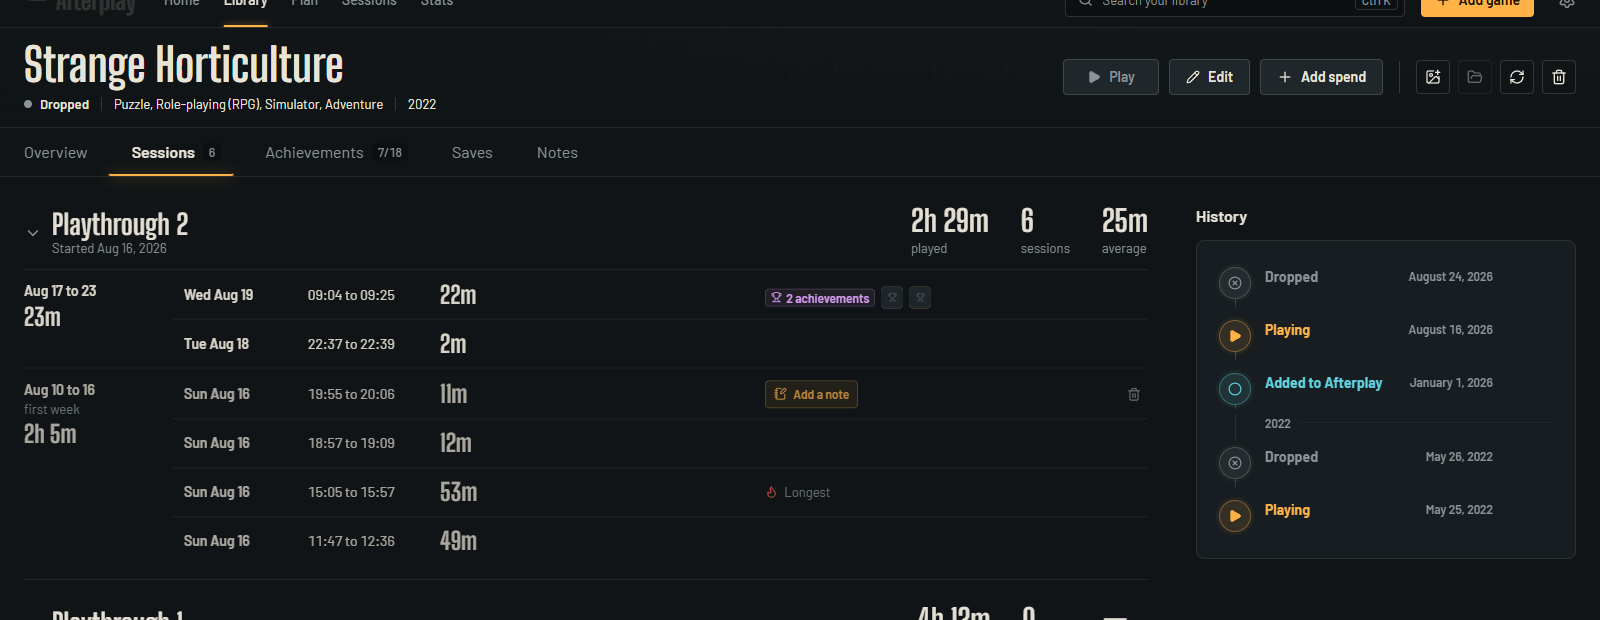 Afterplay Home Library Plan Sessions Stats Search your library Ctrl K + Add game
Strange Horticulture
Play Edit + Add spend
Dropped Puzzle, Role-playing (RPG), Simulator, Adventure 2022
Overview Sessions 6 Achievements 7/18 Saves Notes
Playthrough 2
Started Aug 16, 2026
2h 29m played
6 sessions
25m average
Aug 17 to 23
23m
Wed Aug 19 09:04 to 09:25 22m 2 achievements
Tue Aug 18 22:37 to 22:39 2m
Aug 10 to 16
first week
2h 5m
Sun Aug 16 19:55 to 20:06 11m Add a note
Sun Aug 16 18:57 to 19:09 12m
Sun Aug 16 15:05 to 15:57 53m Longest
Sun Aug 16 11:47 to 12:36 49m
Playthrough 1 4h 12m 0 —
History
Dropped August 24, 2026
Playing August 16, 2026
Added to Afterplay January 1, 2026
2022
Dropped May 26, 2022
Playing May 25, 2022